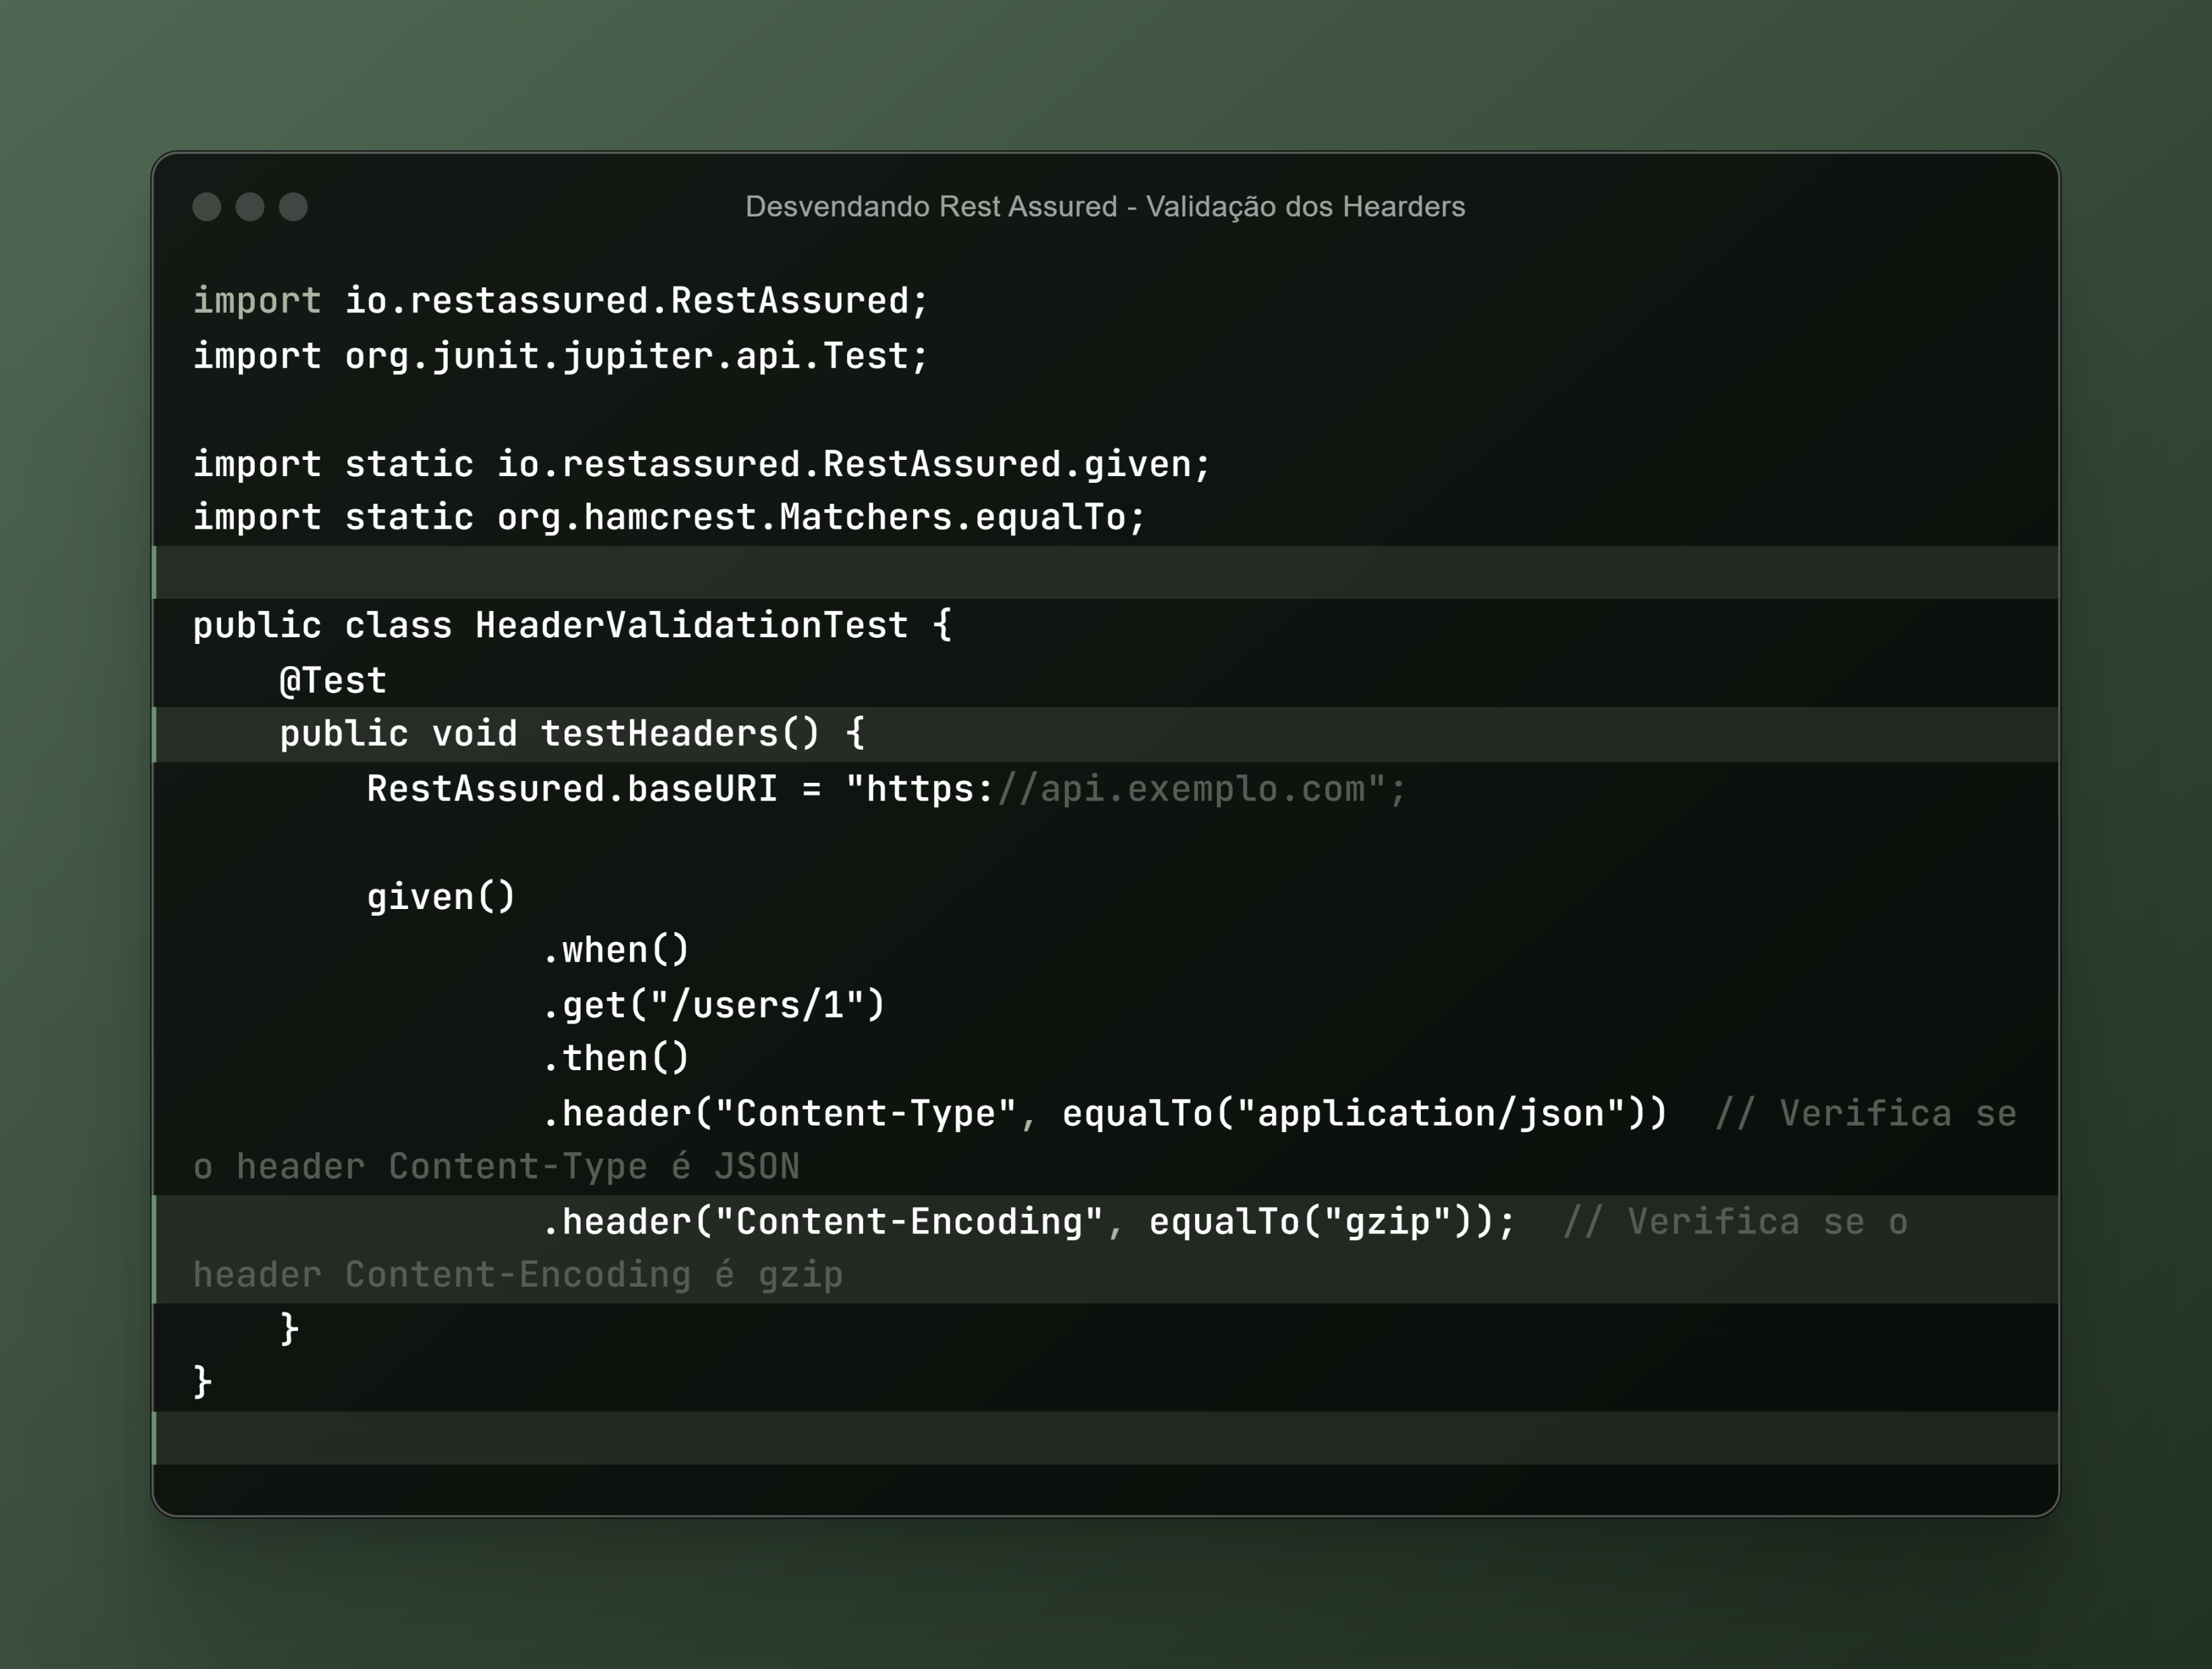 Desvendando Rest Assured - Validação dos Hearders
import io.restassured.RestAssured;
import org.junit.jupiter.api.Test;
import static io.restassured.RestAssured.given;
import static org.hamcrest.Matchers.equalTo;
public class HeaderValidationTest {
@Test
public void testHeaders() {
RestAssured.baseURI = "https://api.exemplo.com";
given()
.when()
.get("/users/1")
.then()
.header("Content-Type", equalTo("application/json"))  // Verifica se
o header Content-Type é JSON
.header("Content-Encoding", equalTo("gzip"));  // Verifica se o
header Content-Encoding é gzip
}
}